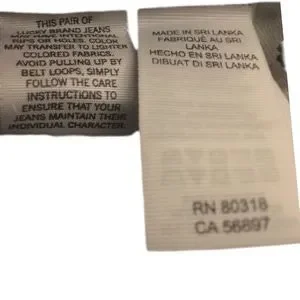 THIS PAIR OF
LUCKY BRAND JEANS
MAY HAVE INTENTIONAL
RIPS OR HOLES. COLOR
MAY TRANSFER TO LIGHTER
COLORED FABRICS.
AVOID PULLING UP BY
BELT LOOPS, SIMPLY
FOLLOW THE CARE
INSTRUCTIONS TO
ENSURE THAT YOUR
JEANS MAINTAIN THEIR
INDIVIDUAL CHARACTER.
MADE IN SRI LANKA
FABRIQUÉ AU SRI
LANKA
HECHO EN SRI LANKA
DIBUAT DI SRI LANKA
RN 80318
CA 56897